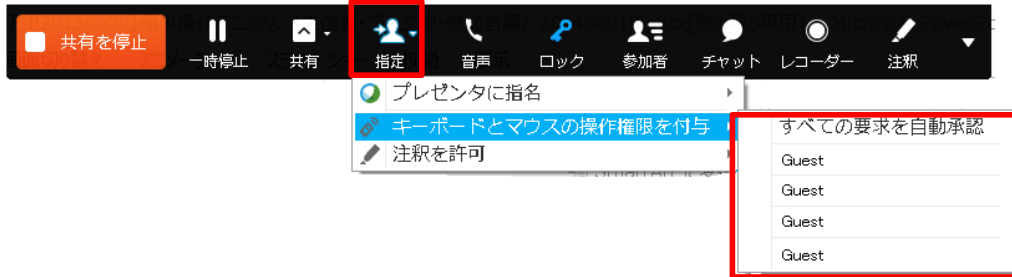 共有を停止
一時停止
共有
指定
音声
ロック
参加者
チャット
レコーダー
注釈
プレゼンタに指名
キーボードとマウスの操作権限を付与
注釈を許可
すべての要求を自動承認
Guest
Guest
Guest
Guest